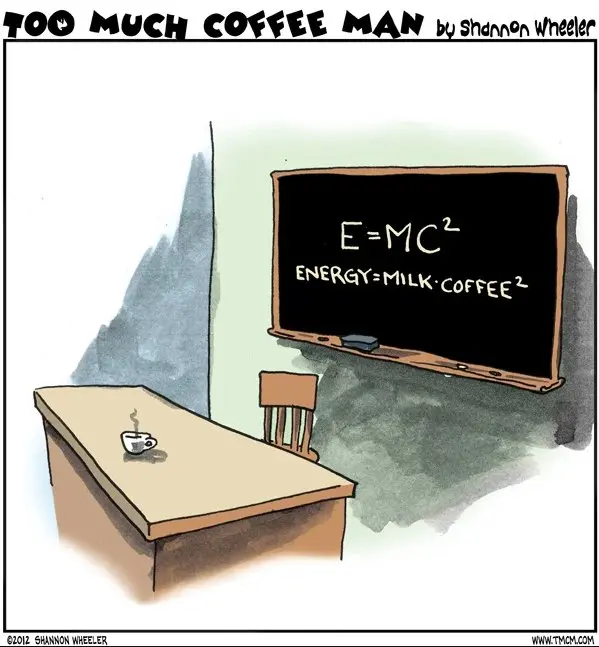 TOO MUCH COFFEE MAN by Shannon Wheeler
E=MC²
ENERGY=MILK·COFFEE²
©2012 SHANNON WHEELER
WWW.TMCM.COM